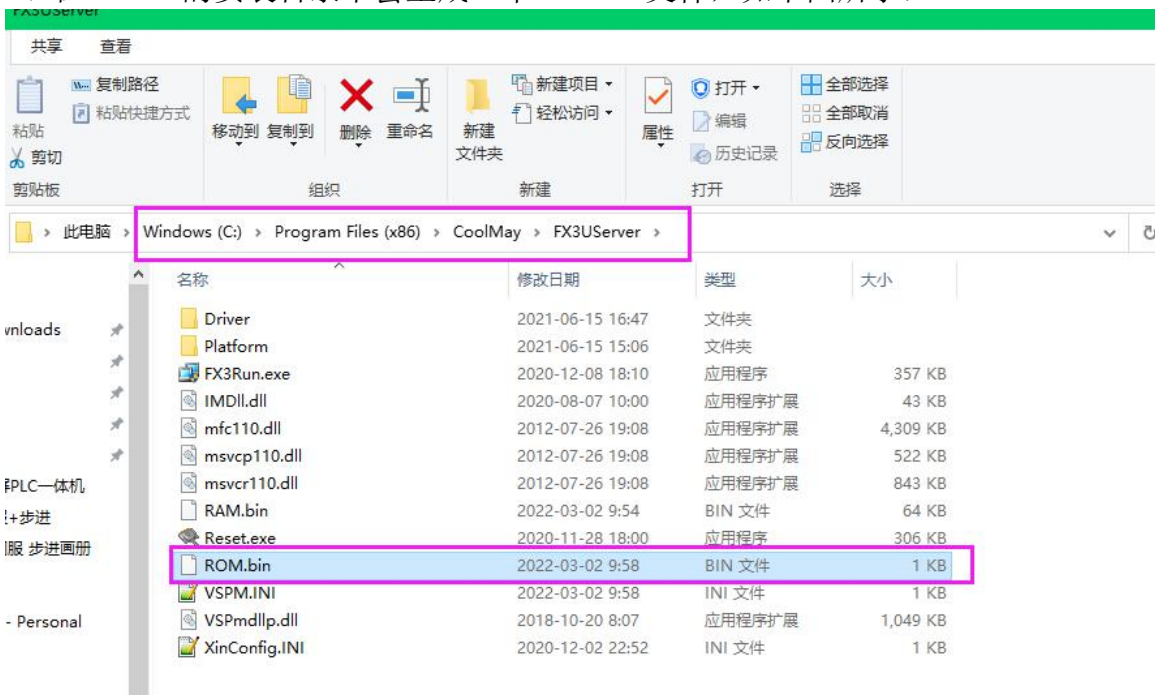 FX3UServer
共享 查看
复制路径
粘贴快捷方式
粘贴
剪切
移动到 复制到 删除 重命名
新建
文件夹
新建项目
轻松访问
属性
打开
编辑
历史记录
全部选择
全部取消
反向选择
剪贴板 组织 新建 打开 选择
此电脑 > Windows (C:) > Program Files (x86) > CoolMay > FX3UServer >
名称 修改日期 类型 大小
Driver 2021-06-15 16:47 文件夹
Platform 2021-06-15 15:06 文件夹
FX3Run.exe 2020-12-08 18:10 应用程序 357 KB
IMDll.dll 2020-08-07 10:00 应用程序扩展 43 KB
mfc110.dll 2012-07-26 19:08 应用程序扩展 4,309 KB
msvcp110.dll 2012-07-26 19:08 应用程序扩展 522 KB
msvcr110.dll 2012-07-26 19:08 应用程序扩展 843 KB
RAM.bin 2022-03-02 9:54 BIN 文件 64 KB
Reset.exe 2020-11-28 18:00 应用程序 306 KB
ROM.bin 2022-03-02 9:58 BIN 文件 1 KB
VSPM.INI 2022-03-02 9:58 INI 文件 1 KB
VSPmdllp.dll 2018-10-20 8:07 应用程序扩展 1,049 KB
XinConfig.INI 2020-12-02 22:52 INI 文件 1 KB
wnloads
PLC一体机
+步进
服 步进画册
- Personal